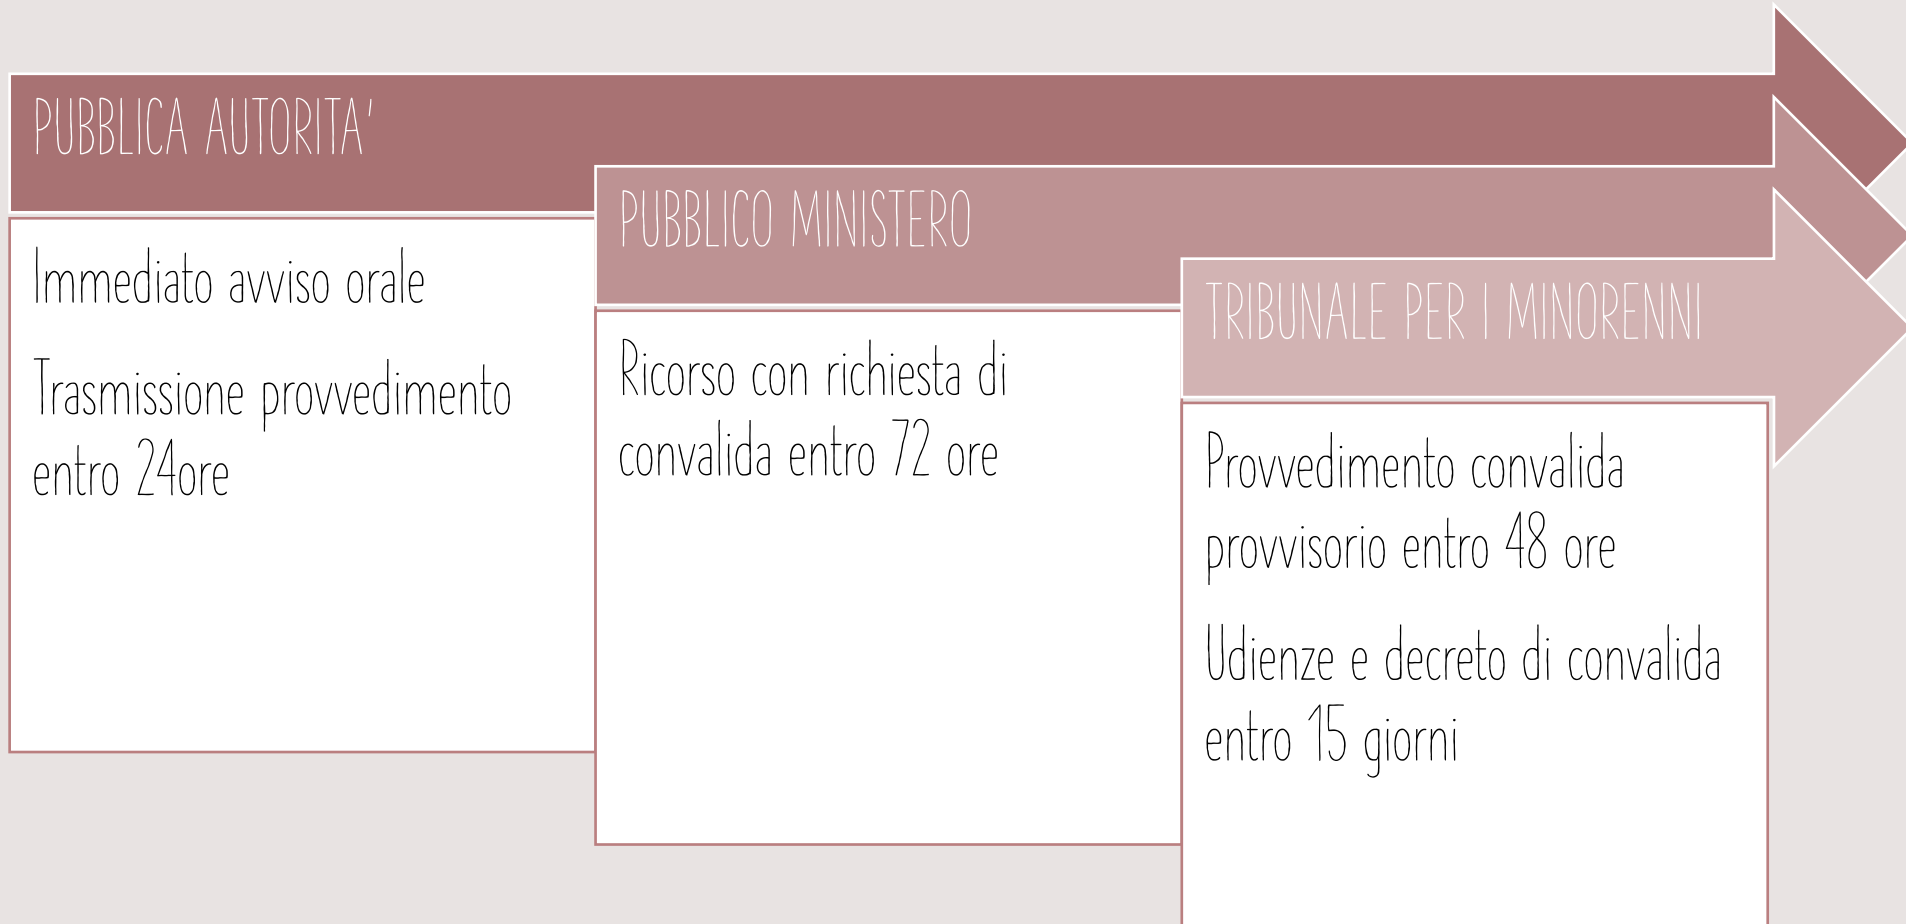 PUBBLICA AUTORITA'
Immediato avviso orale
Trasmissione provvedimento
entro 24ore
PUBBLICO MINISTERO
Ricorso con richiesta di
convalida entro 72 ore
TRIBUNALE PER I MINORENNI
Provvedimento convalida
provvisorio entro 48 ore
Udienze e decreto di convalida
entro 15 giorni